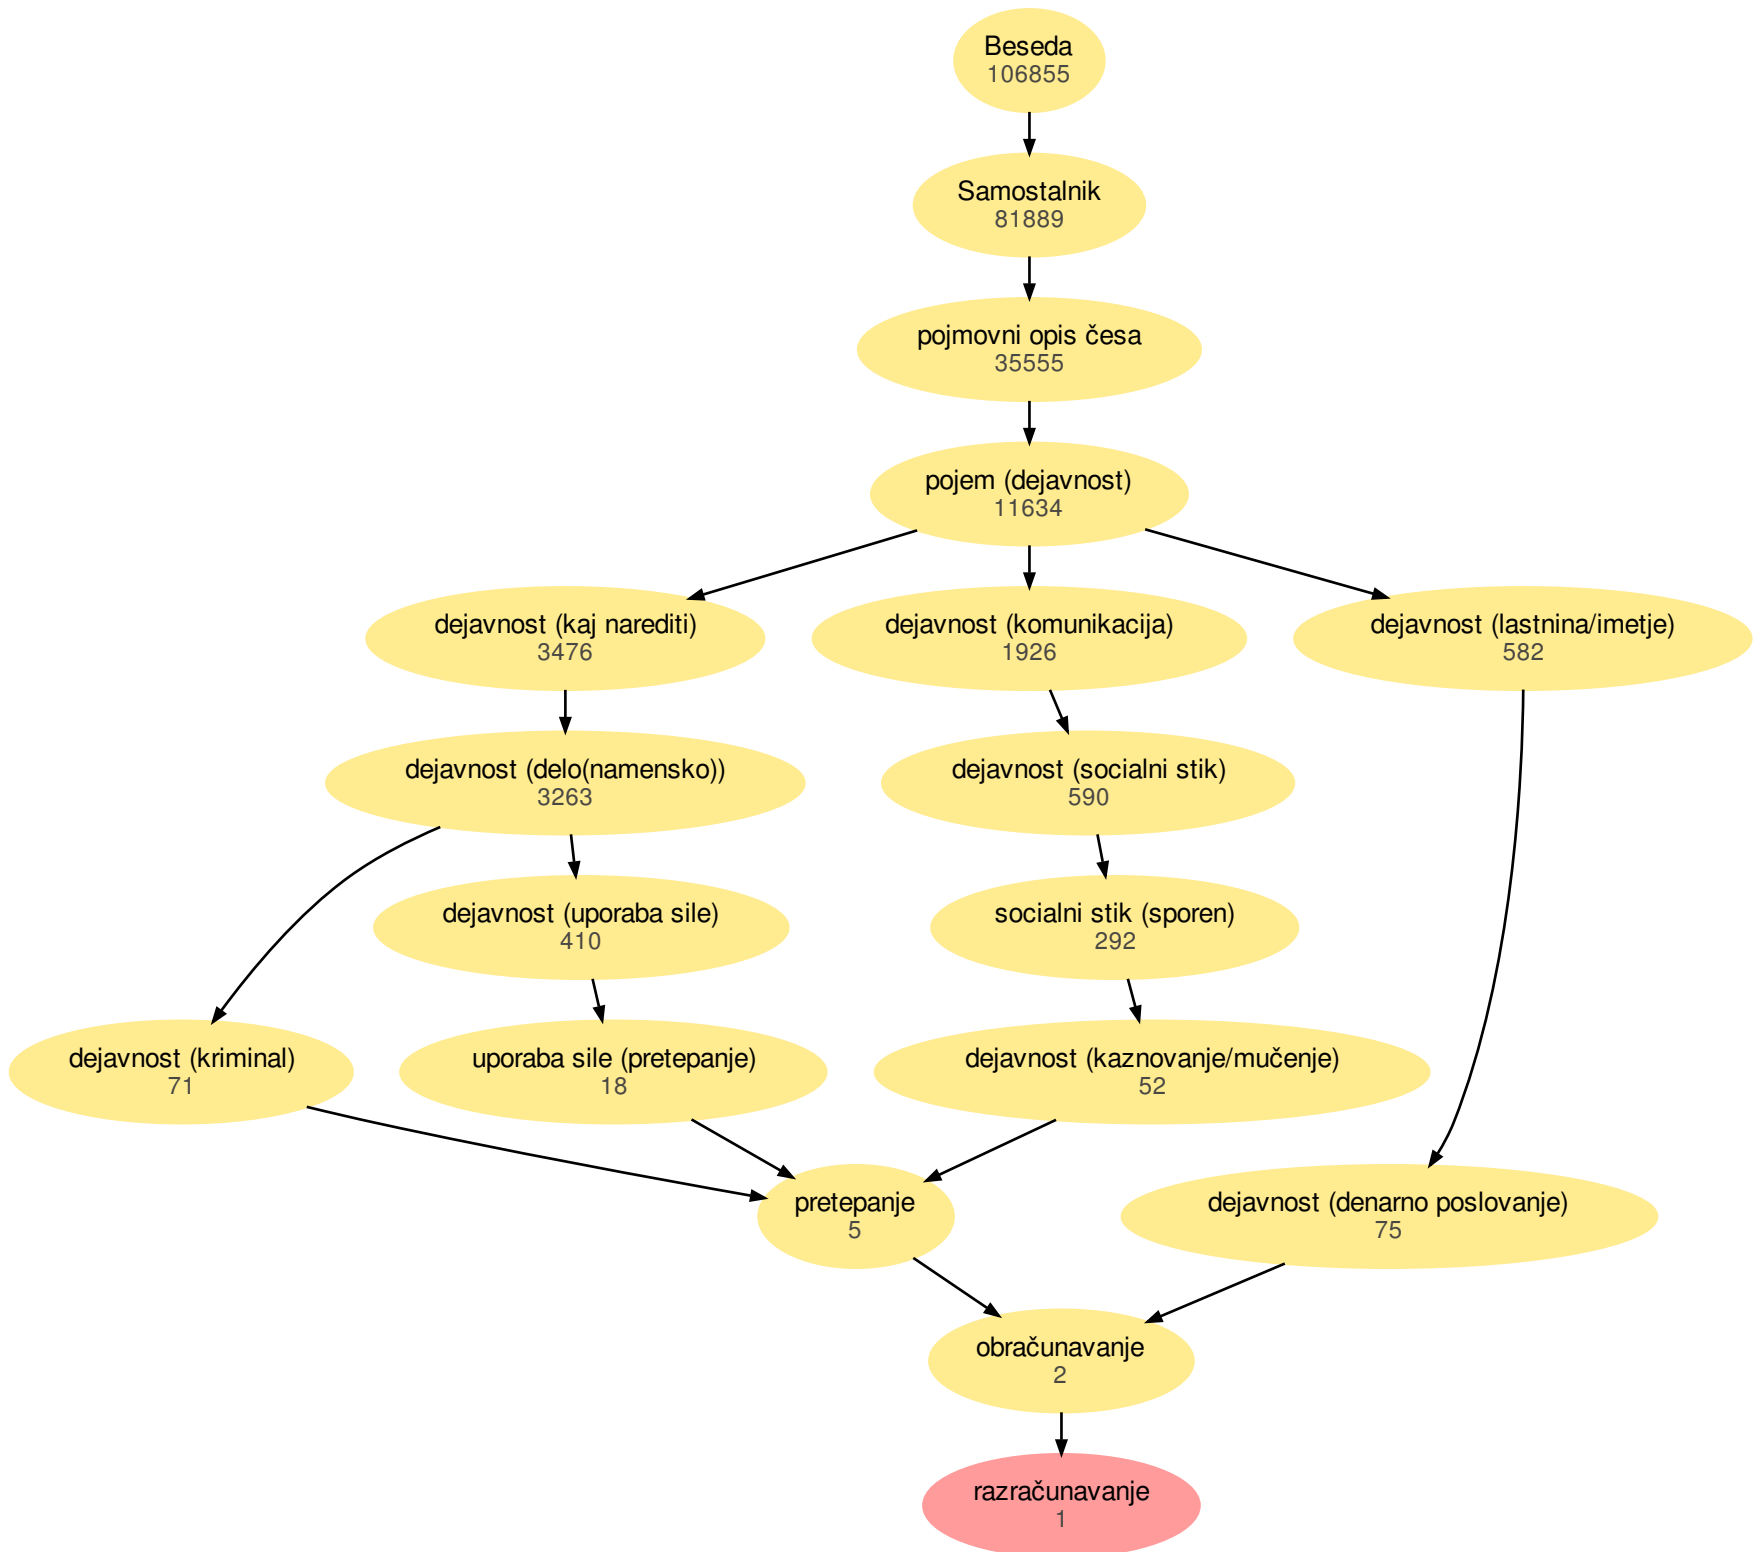 Beseda
106855
Samostalnik
81889
pojmovni opis česa
35555
pojem (dejavnost)
11634
dejavnost (kaj narediti)
3476
dejavnost (komunikacija)
1926
dejavnost (lastnina/imetje)
582
dejavnost (delo(namensko))
3263
dejavnost (socialni stik)
590
dejavnost (uporaba sile)
410
socialni stik (sporen)
292
dejavnost (kriminal)
71
uporaba sile (pretepanje)
18
dejavnost (kaznovanje/mučenje)
52
pretepanje
5
dejavnost (denarno poslovanje)
75
obračunavanje
2
razračunavanje
1